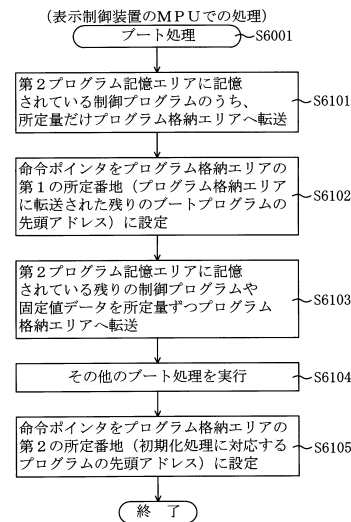 (表示制御装置のMPUでの処理)
ブート処理
S6001
第2プログラム記憶エリアに記憶
されている制御プログラムのうち、
所定量だけプログラム格納エリアへ転送
S6101
命令ポインタをプログラム格納エリアの
第1の所定番地(プログラム格納エリア
に転送された残りのブートプログラムの
先頭アドレス)に設定
S6102
第2プログラム記憶エリアに記憶
されている残りの制御プログラムや
固定値データを所定量ずつプログラム
格納エリアへ転送
S6103
その他のブート処理を実行
S6104
命令ポインタをプログラム格納エリアの
第2の所定番地(初期化処理に対応する
プログラムの先頭アドレス)に設定
S6105
終 了